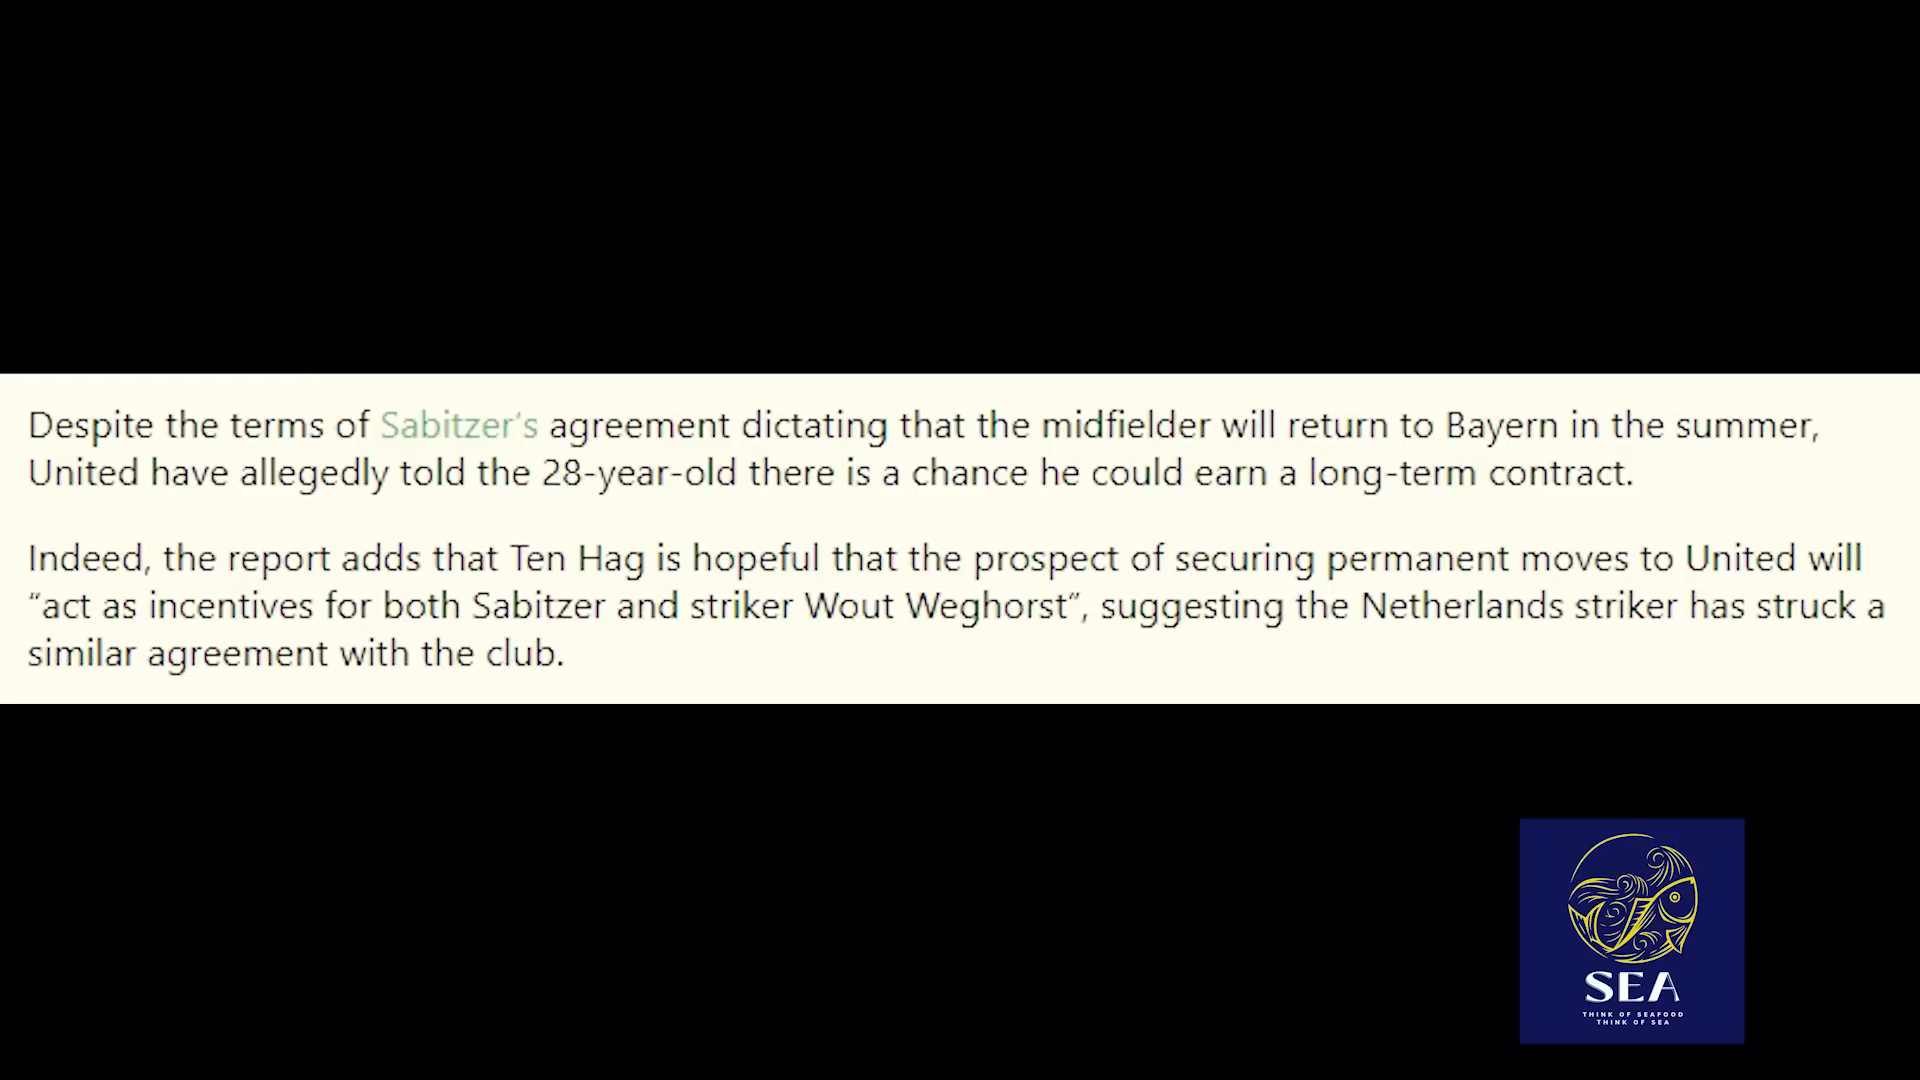 Despite the terms of Sabitzer’s agreement dictating that the midfielder will return to Bayern in the summer,
United have allegedly told the 28-year-old there is a chance he could earn a long-term contract.
Indeed, the report adds that Ten Hag is hopeful that the prospect of securing permanent moves to United will
“act as incentives for both Sabitzer and striker Wout Weghorst”, suggesting the Netherlands striker has struck a
similar agreement with the club.
SEA
THINK OF SEAFOOD
THINK OF SEA